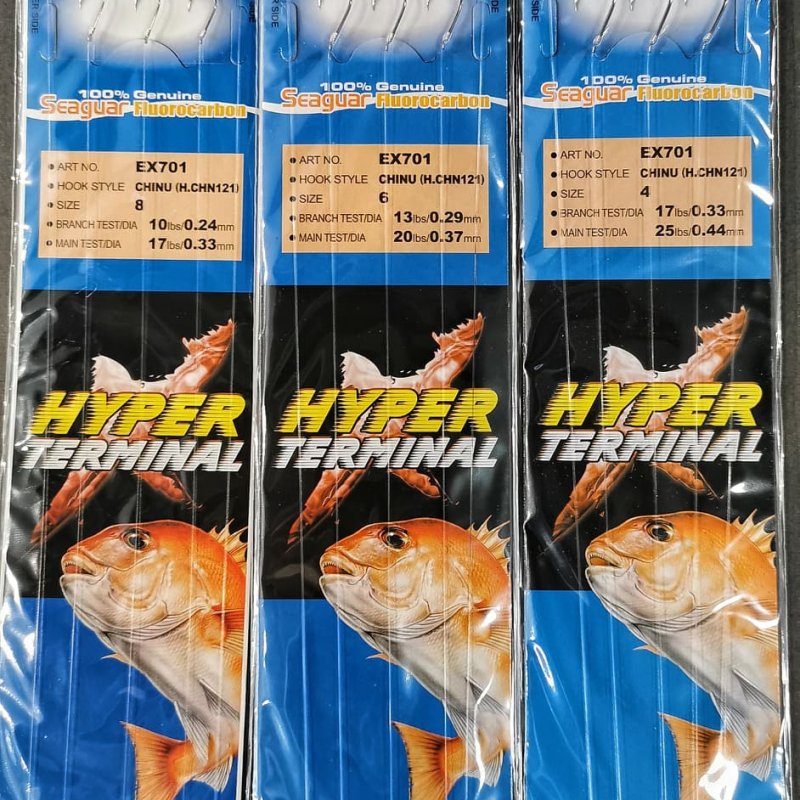 100% Genuine
Seaguar Fluorocarbon
ART NO. EX701
HOOK STYLE CHINU (H.CHN121)
SIZE 8
BRANCH TEST/DIA 10lbs/0.24mm
MAIN TEST/DIA 17lbs/0.33mm
HYPER
TERMINAL
SIDE
100% Genuine
Seaguar Fluorocarbon
ART NO. EX701
HOOK STYLE CHINU (H.CHN121)
SIZE 6
BRANCH TEST/DIA 13lbs/0.29mm
MAIN TEST/DIA 20lbs/0.37mm
HYPER
TERMINAL
SIDE
100% Genuine
Seaguar Fluorocarbon
ART NO. EX701
HOOK STYLE CHINU (H.CHN121)
SIZE 4
BRANCH TEST/DIA 17lbs/0.33mm
MAIN TEST/DIA 25lbs/0.44mm
HYPER
TERMINAL